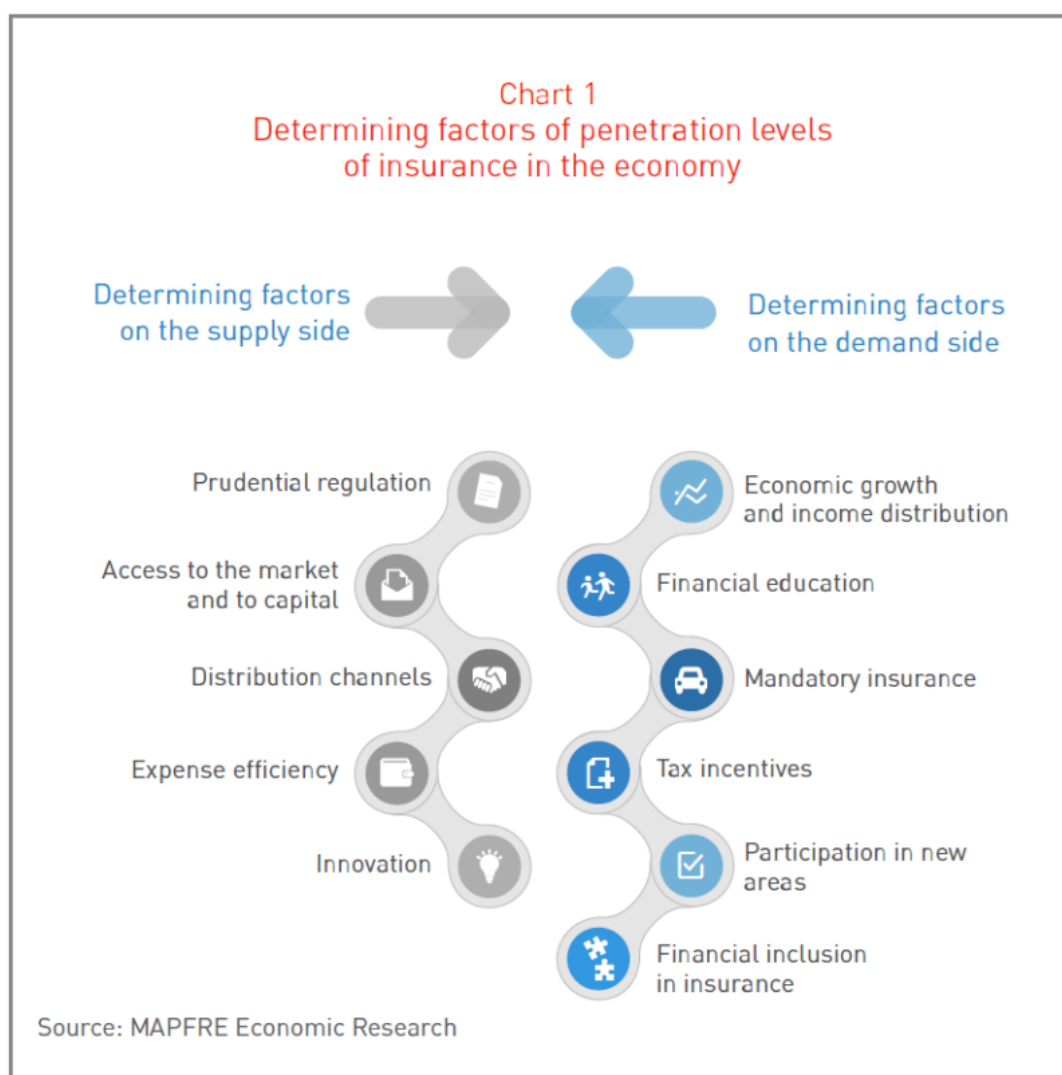 Chart 1
Determining factors of penetration levels
of insurance in the economy
Determining factors
on the supply side
Determining factors
on the demand side
Prudential regulation
Access to the market
and to capital
Distribution channels
Expense efficiency
Innovation
Economic growth
and income distribution
Financial education
Mandatory insurance
Tax incentives
Participation in new
areas
Financial inclusion
in insurance
Source: MAPFRE Economic Research